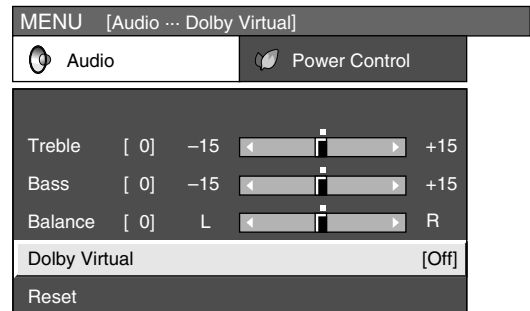 MENU [Audio ··· Dolby Virtual]
Audio Power Control
Treble [ 0] –15 +15
Bass [ 0] –15 +15
Balance [ 0] L R
Dolby Virtual [Off]
Reset